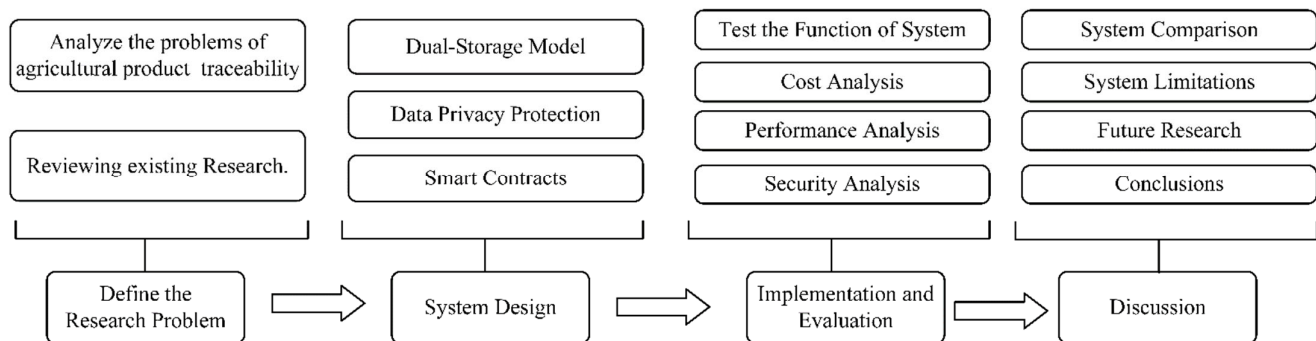 Analyze the problems of
agricultural product traceability
Reviewing existing Research.
Define the
Research Problem
Dual-Storage Model
Data Privacy Protection
Smart Contracts
System Design
Test the Function of System
Cost Analysis
Performance Analysis
Security Analysis
Implementation and
Evaluation
System Comparison
System Limitations
Future Research
Conclusions
Discussion